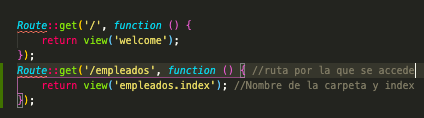 Route::get('/', function () {
    return view('welcome');
});
Route::get('/empleados', function () { //ruta por la que se accede
    return view('empleados.index'); //Nombre de la carpeta y index
});